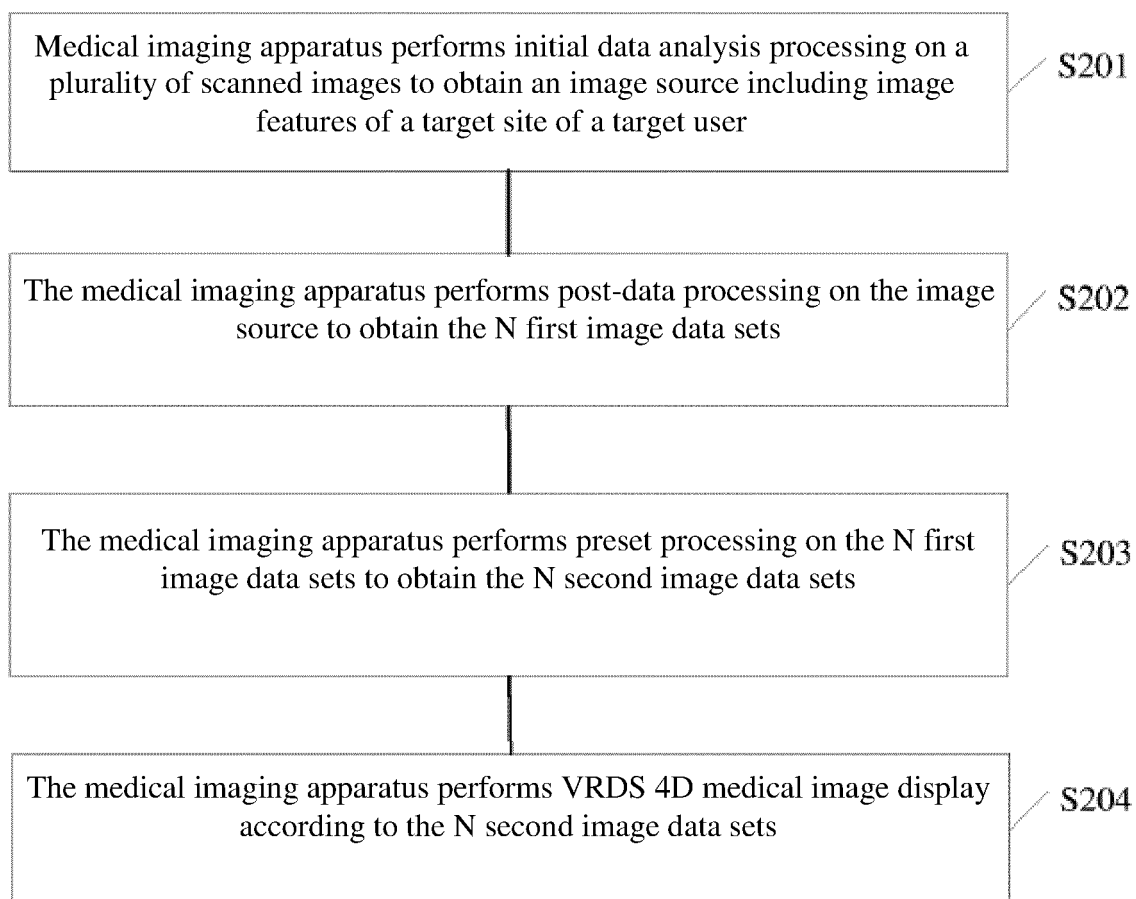 Medical imaging apparatus performs initial data analysis processing on a
plurality of scanned images to obtain an image source including image
features of a target site of a target user
S201
The medical imaging apparatus performs post-data processing on the image
source to obtain the N first image data sets
S202
The medical imaging apparatus performs preset processing on the N first
image data sets to obtain the N second image data sets
S203
The medical imaging apparatus performs VRDS 4D medical image display
according to the N second image data sets
S204